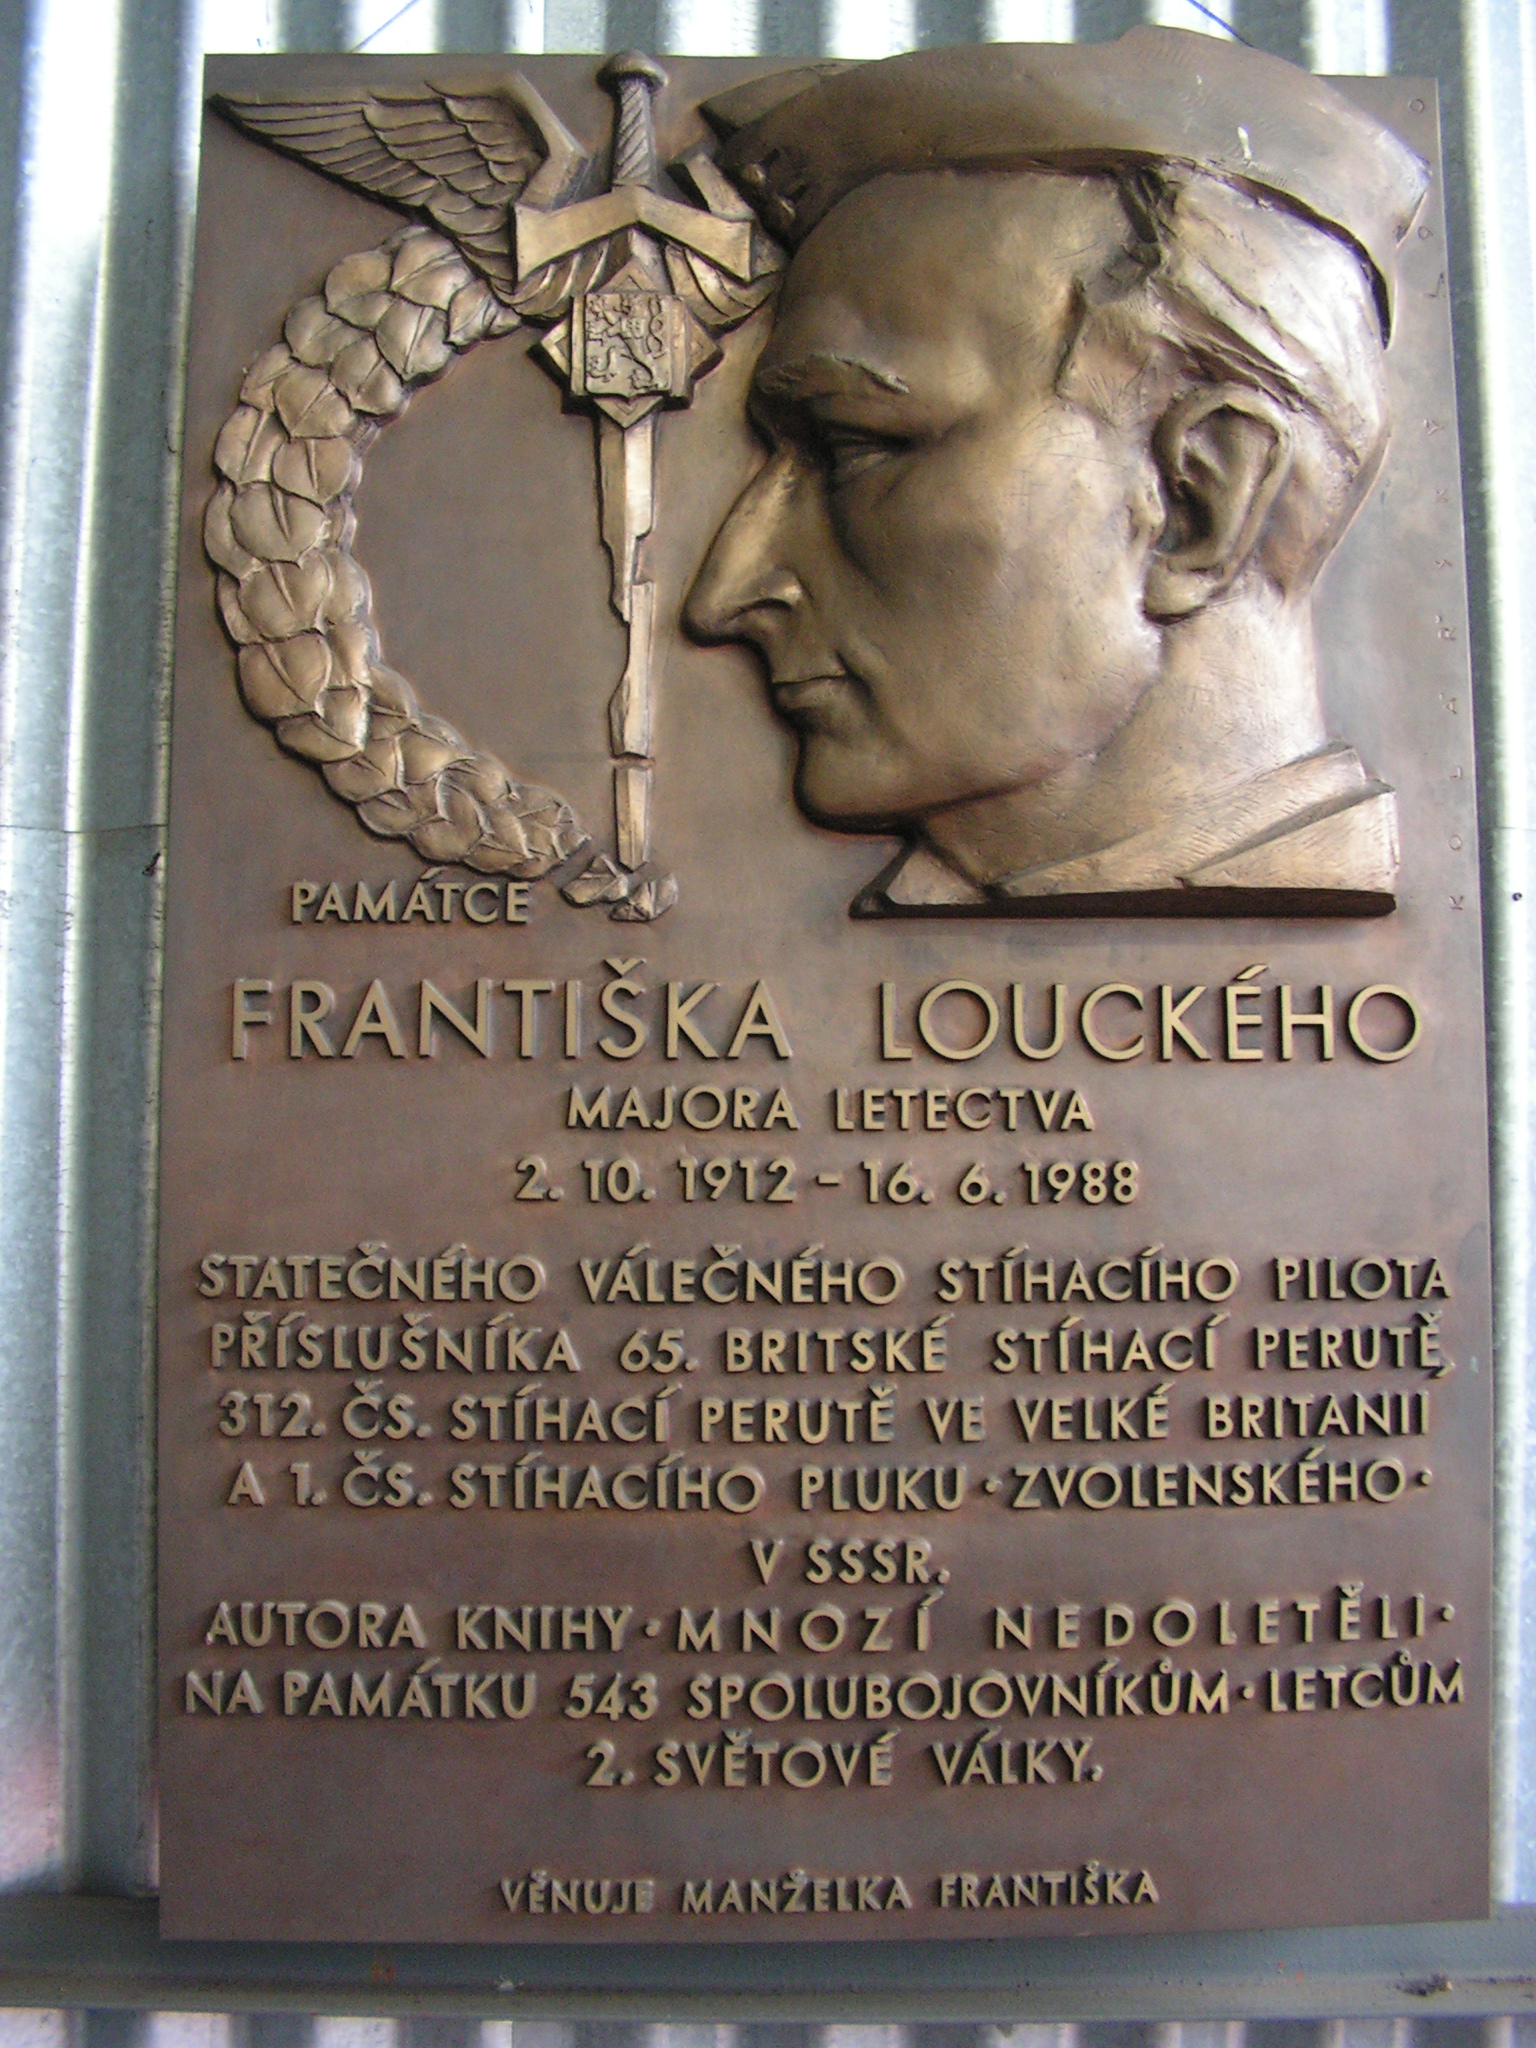 PAMÁTCE
FRANTIŠKA LOUCKÉHO
MAJORA LETECTVA
2. 10. 1912 - 16. 6. 1988
STATEČNÉHO VÁLEČNÉHO STÍHACÍHO PILOTA
PŘÍSLUŠNÍKA 65. BRITSKÉ STÍHACÍ PERUTĚ,
312. ČS. STÍHACÍ PERUTĚ VE VELKÉ BRITANII
A 1. ČS. STÍHACÍHO PLUKU · ZVOLENSKÉHO ·
V SSSR.
AUTORA KNIHY · MNOZÍ NEDOLETĚLI ·
NA PAMÁTKU 543 SPOLUBOJOVNÍKŮM · LETCŮM
2. SVĚTOVÉ VÁLKY.
VĚNUJE MANŽELKA FRANTIŠKA
KOLÁRSKÝ